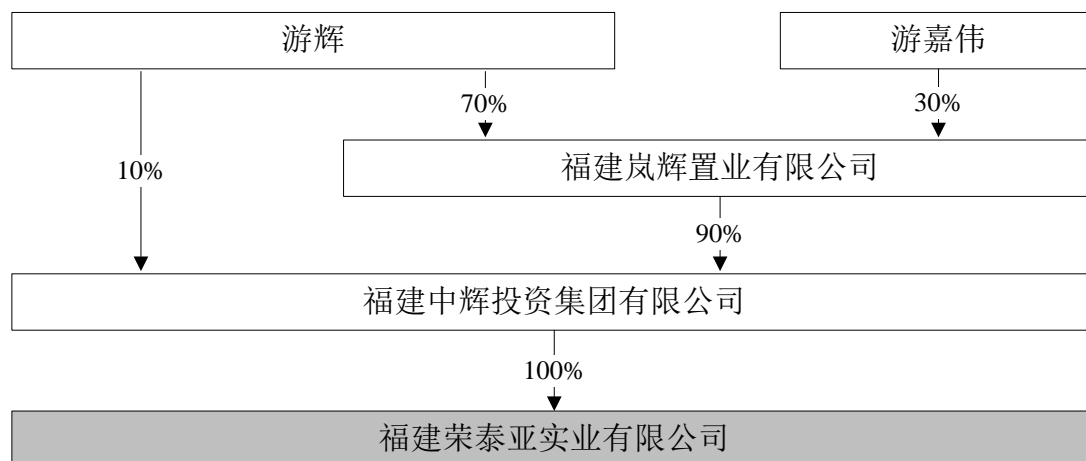 游辉
游嘉伟
70%
30%
10%
福建岚辉置业有限公司
90%
福建中辉投资集团有限公司
100%
福建荣泰亚实业有限公司